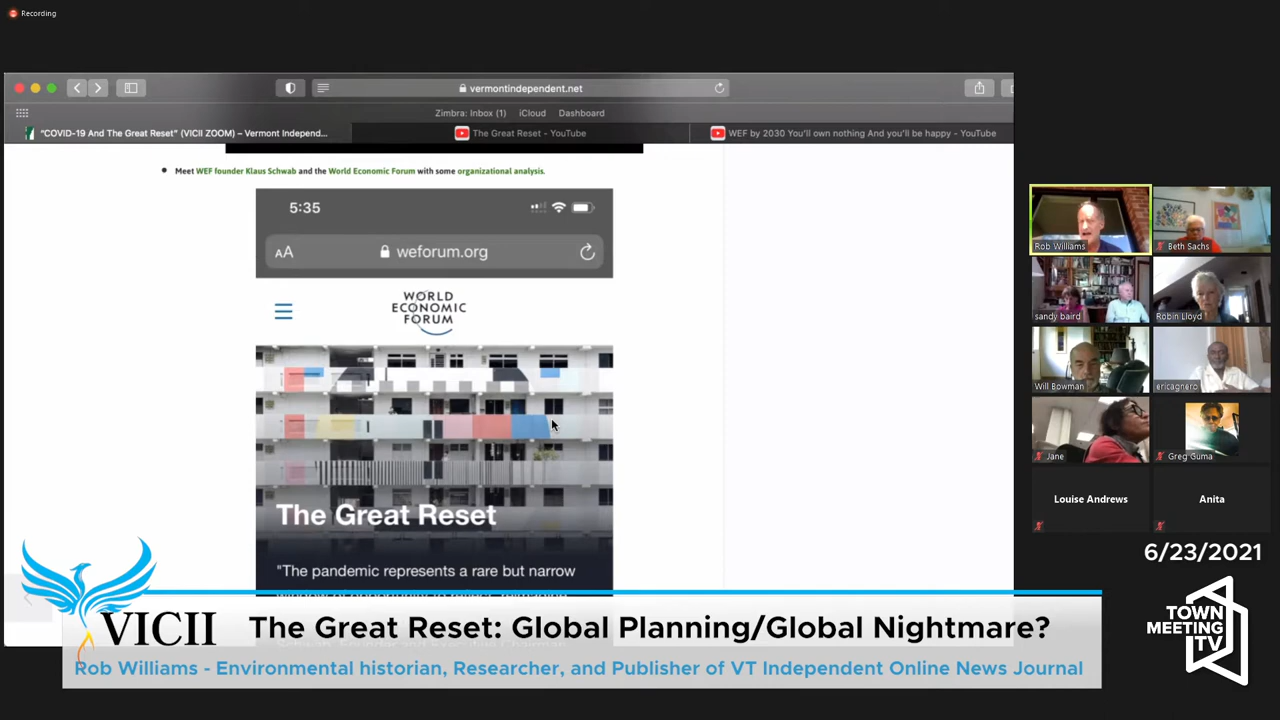 Recording
vermontindependent.net
Zimbra: Inbox (1) iCloud Dashboard
"COVID-19 And The Great Reset" (VICII ZOOM) – Vermont Independ...
The Great Reset - YouTube
WEF by 2030 You'll own nothing And you'll be happy - YouTube
Meet WEF founder Klaus Schwab and the World Economic Forum with some organizational analysis.
5:35
AA weforum.org
WORLD
ECONOMIC
FORUM
The Great Reset
"The pandemic represents a rare but narrow
Rob Williams
Beth Sachs
sandy baird
Robin Lloyd
Will Bowman
ericagnero
Jane
Greg Guma
Louise Andrews
Anita
6/23/2021
TOWN
MEETING
TV
VICII
The Great Reset: Global Planning/Global Nightmare?
Rob Williams - Environmental historian, Researcher, and Publisher of VT Independent Online News Journal